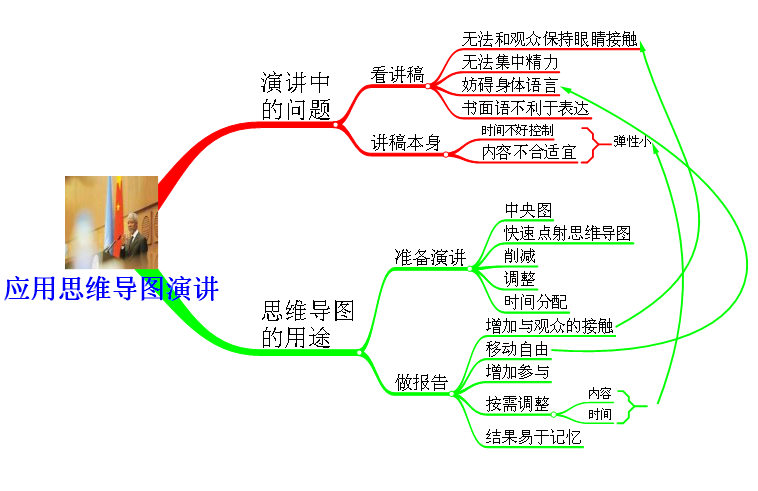 演讲中
的问题
看讲稿
无法和观众保持眼睛接触
无法集中精力
妨碍身体语言
书面语不利于表达
讲稿本身
时间不好控制
内容不合适宜
弹性小
应用思维导图演讲
思维导图
的用途
准备演讲
中央图
快速点射思维导图
削减
调整
时间分配
做报告
增加与观众的接触
移动自由
增加参与
按需调整
内容
时间
结果易于记忆